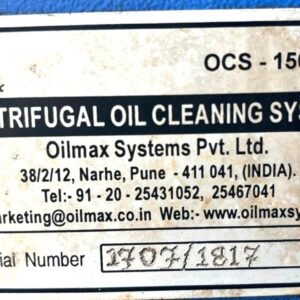 OCS - 150
TRIFUGAL OIL CLEANING SYS
Oilmax Systems Pvt. Ltd.
38/2/12, Narhe, Pune - 411 041, (INDIA).
Tel:- 91 - 20 - 25431052, 25467041
arketing@oilmax.co.in Web:- www.oilmaxsy
ial Number 1707/1817